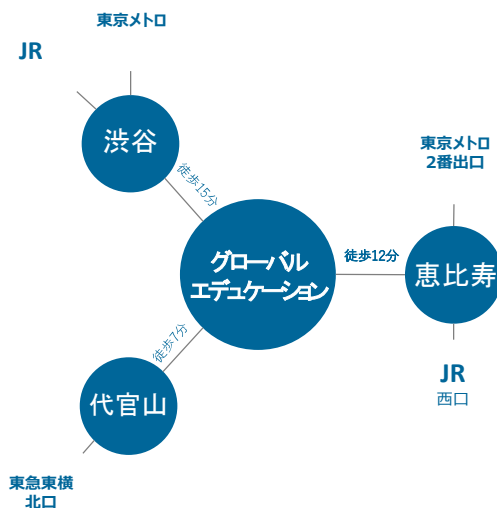 東京メトロ
JR
渋谷
徒歩15分
東京メトロ
2番出口
グローバル
エデュケーション
徒歩12分
恵比寿
徒歩7分
JR
西口
代官山
東急東横
北口